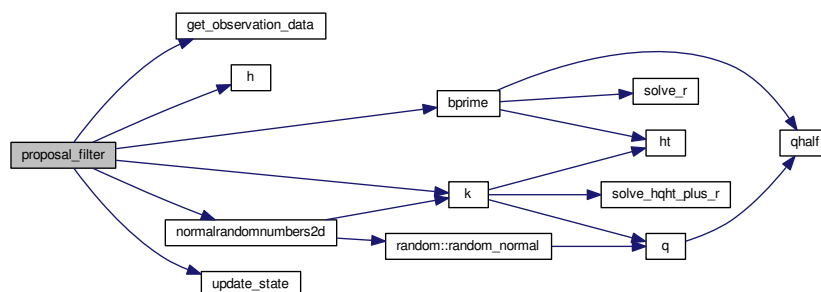 get_observation_data
h
bprime
solve_r
ht
qhalf
proposal_filter
k
solve_hqht_plus_r
normalrandomnumbers2d
random::random_normal
q
update_state